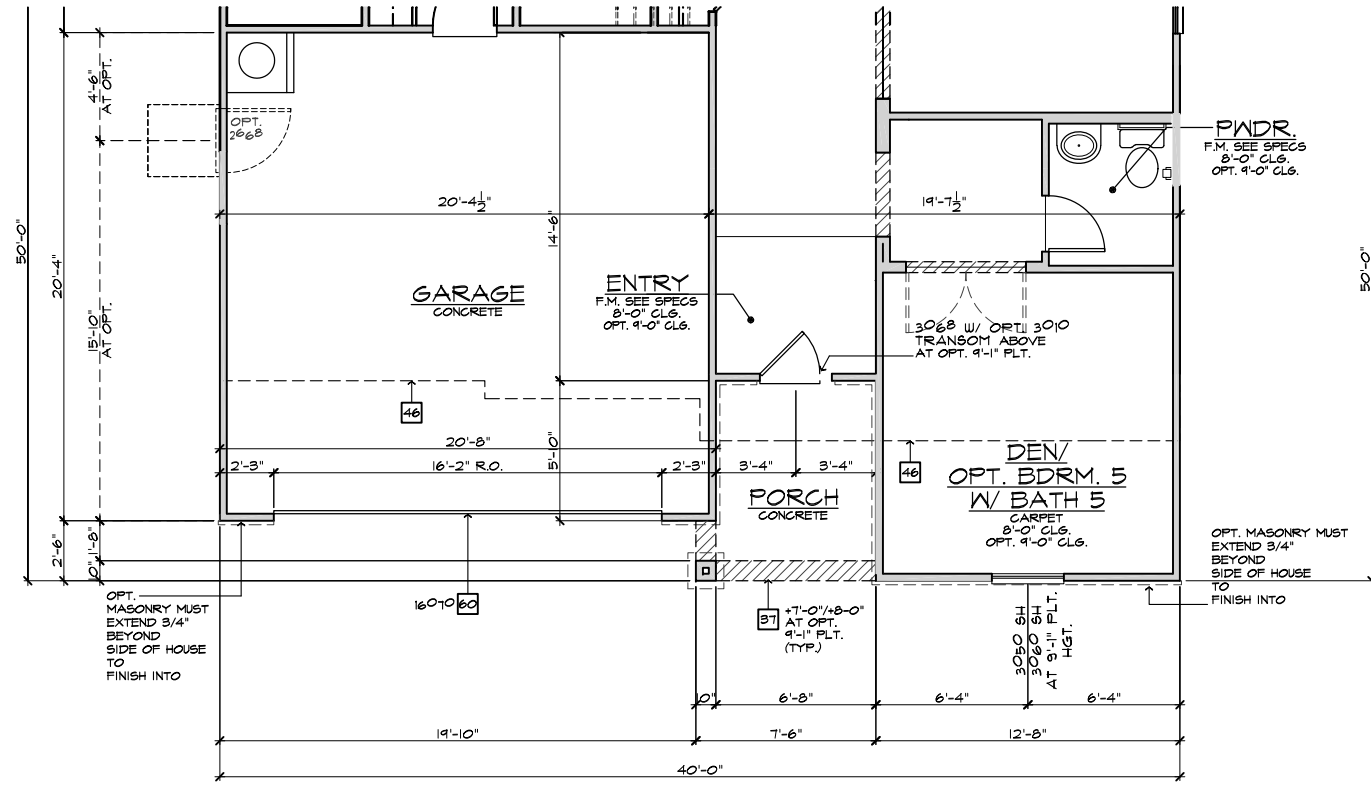 4'-6"
AT OPT.
OPT.
2668
PWDR.
F.M. SEE SPECS
8'-0" CLG.
OPT. 9'-0" CLG.
20'-4 1/2"
19'-7 1/2"
14'-6"
50'-0"
20'-4"
50'-0"
GARAGE
CONCRETE
ENTRY
F.M. SEE SPECS
8'-0" CLG.
OPT. 9'-0" CLG.
15'-10"
AT OPT.
3068 W/ OPT. 3010
TRANSOM ABOVE
AT OPT. 9'-1" PLT.
46
20'-8"
2'-3"
16'-2" R.O.
5'-10"
2'-3"
3'-4"
3'-4"
46
DEN/
OPT. BDRM. 5
W/ BATH 5
CARPET
8'-0" CLG.
OPT. 9'-0" CLG.
PORCH
CONCRETE
2'-6"
1'-8"
10"
OPT. MASONRY MUST
EXTEND 3/4"
BEYOND
SIDE OF HOUSE
TO
FINISH INTO
OPT.
MASONRY MUST
EXTEND 3/4"
BEYOND
SIDE OF HOUSE
TO
FINISH INTO
16070 60
37
+7'-0"/+8-0"
AT OPT.
9'-1" PLT.
(TYP.)
3050 SH
3060 SH
AT 9'-1" PLT.
HGT.
10"
6'-8"
6'-4"
6'-4"
19'-10"
7'-6"
12'-8"
40'-0"